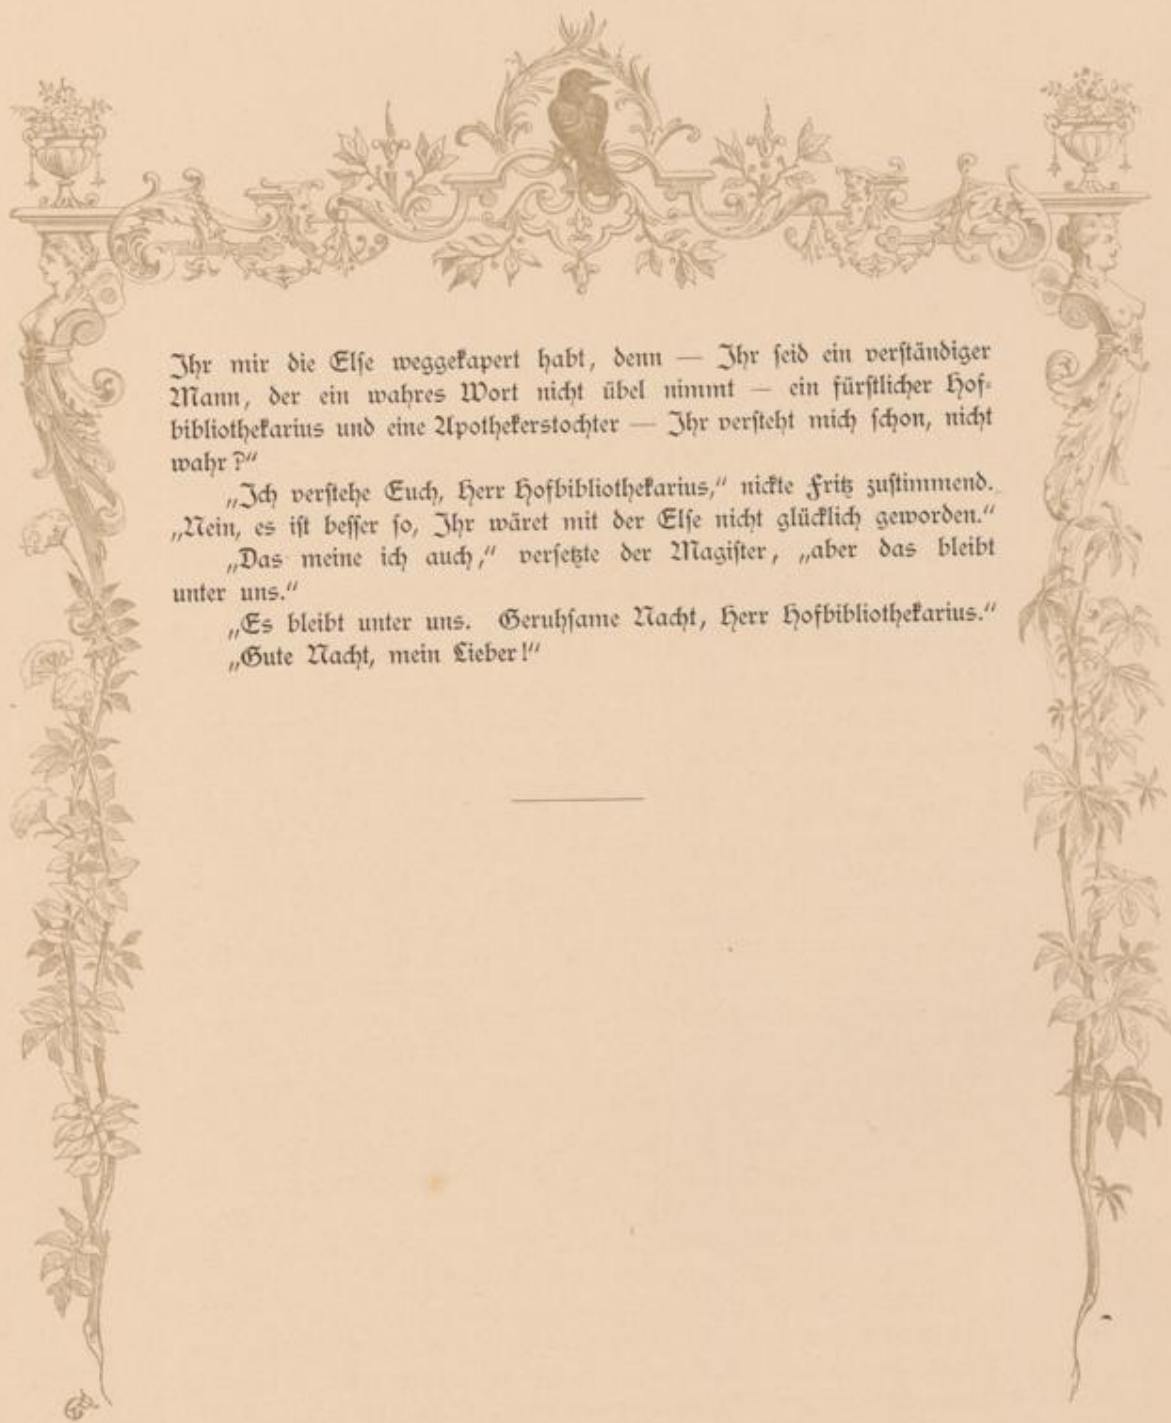 Ihr mir die Else weggekapert habt, denn — Ihr seid ein verständiger
Mann, der ein wahres Wort nicht übel nimmt — ein fürstlicher Hof-
bibliothekarius und eine Apothekerstochter — Ihr versteht mich schon, nicht
wahr?“
„Ich verstehe Euch, Herr Hofbibliothekarius,“ nickte Fritz zustimmend.
„Nein, es ist besser so, Ihr wäret mit der Else nicht glücklich geworden.“
„Das meine ich auch,“ versetzte der Magister, „aber das bleibt
unter uns.“
„Es bleibt unter uns. Geruhsame Nacht, Herr Hofbibliothekarius.“
„Gute Nacht, mein Lieber!“